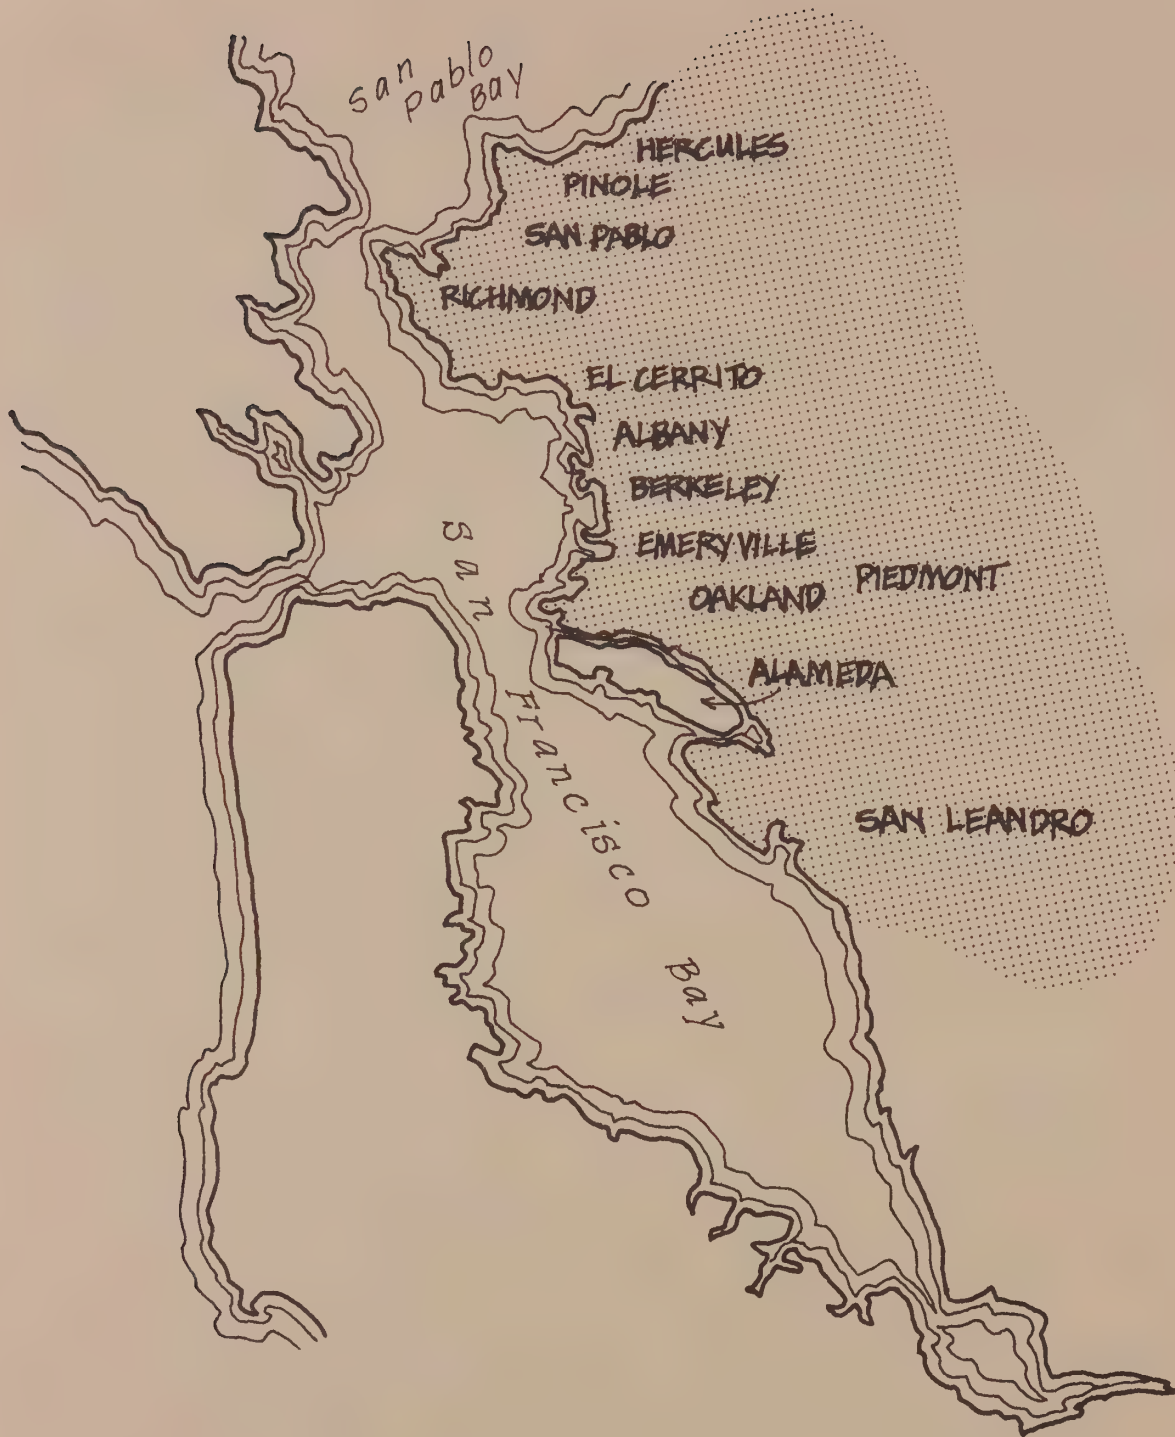 San
Pablo
Bay
HERCULES
PINOLE
SAN PABLO
RICHMOND
EL CERRITO
ALBANY
BERKELEY
EMERYVILLE
PIEDMONT
OAKLAND
ALAMEDA
SAN LEANDRO
San
Francisco
Bay